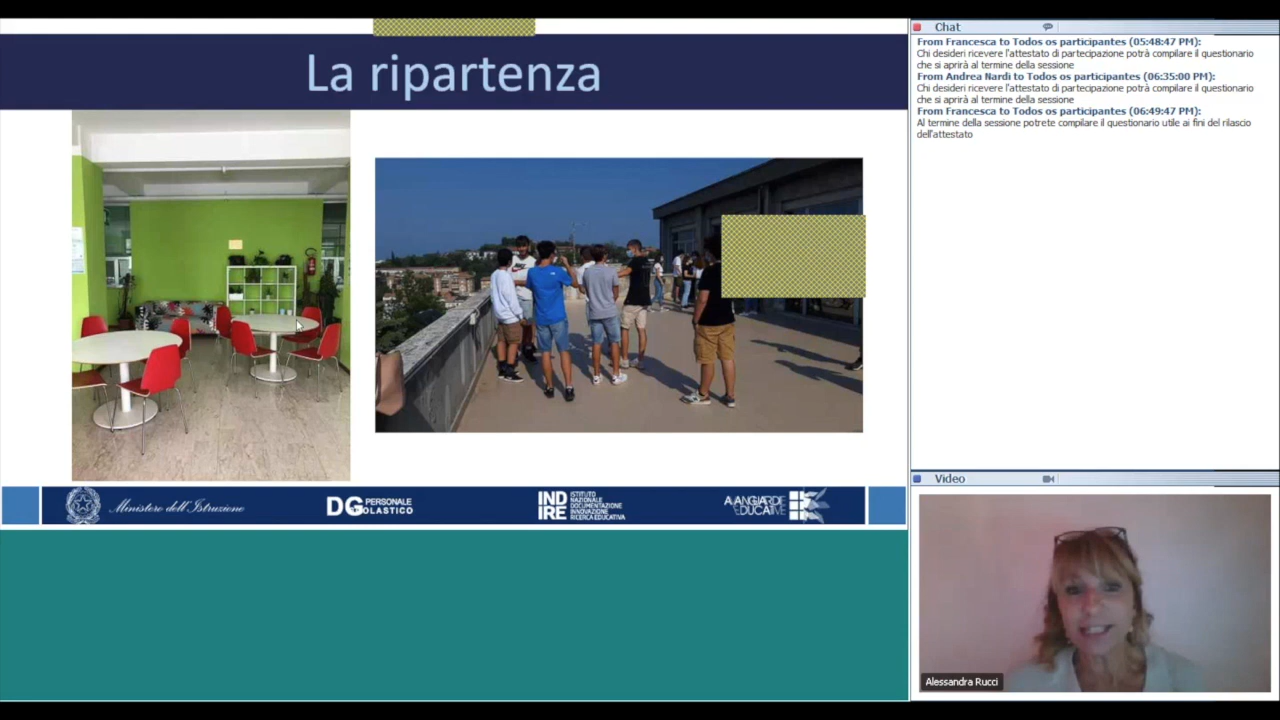 La ripartenza
Ministero dell'Istruzione
DG PERSONALE
SCOLASTICO
INDIRE
ISTITUTO
NAZIONALE
DOCUMENTAZIONE
INNOVAZIONE
RICERCA EDUCATIVA
AVANGUARDIE
EDUCATIVE
Chat
From Francesca to Todos os participantes (05:48:47 PM):
Chi desideri ricevere l'attestato di partecipazione potrà compilare il questionario
che si aprirà al termine della sessione
From Andrea Nardi to Todos os participantes (06:35:00 PM):
Chi desideri ricevere l'attestato di partecipazione potrà compilare il questionario
che si aprirà al termine della sessione
From Francesca to Todos os participantes (06:49:47 PM):
Al termine della sessione potrete compilare il questionario utile ai fini del rilascio
dell'attestato
Video
Alessandra Rucci